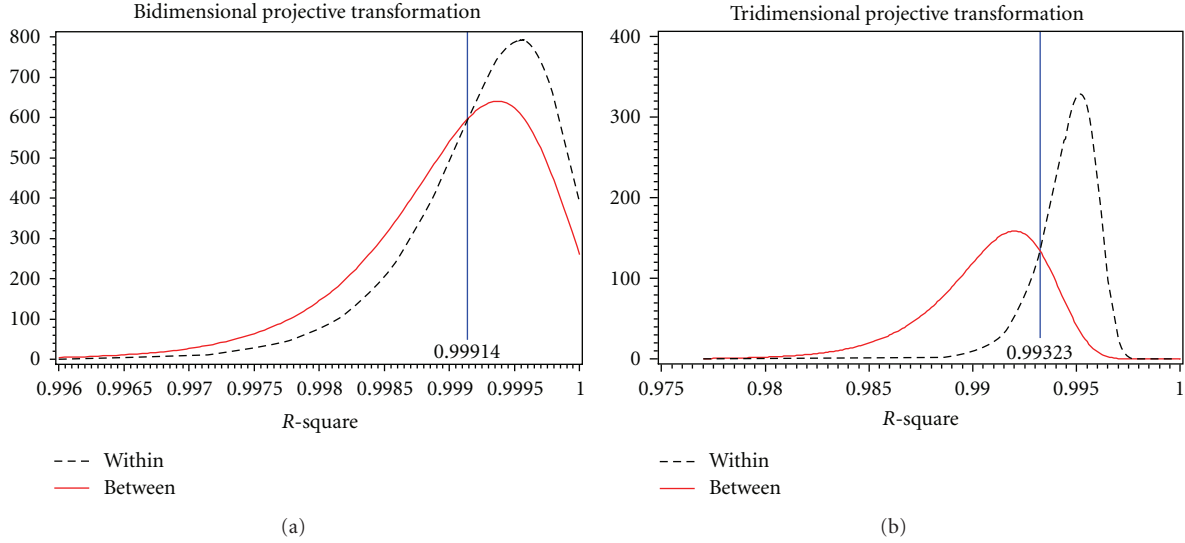 Bidimensional projective transformation
800
700
600
500
400
300
200
100
0
0.99914
0.996 0.9965 0.997 0.9975 0.998 0.9985 0.999 0.9995 1
R-square
Within
Between
(a)
Tridimensional projective transformation
400
300
200
100
0
0.99323
0.975 0.98 0.985 0.99 0.995 1
R-square
Within
Between
(b)